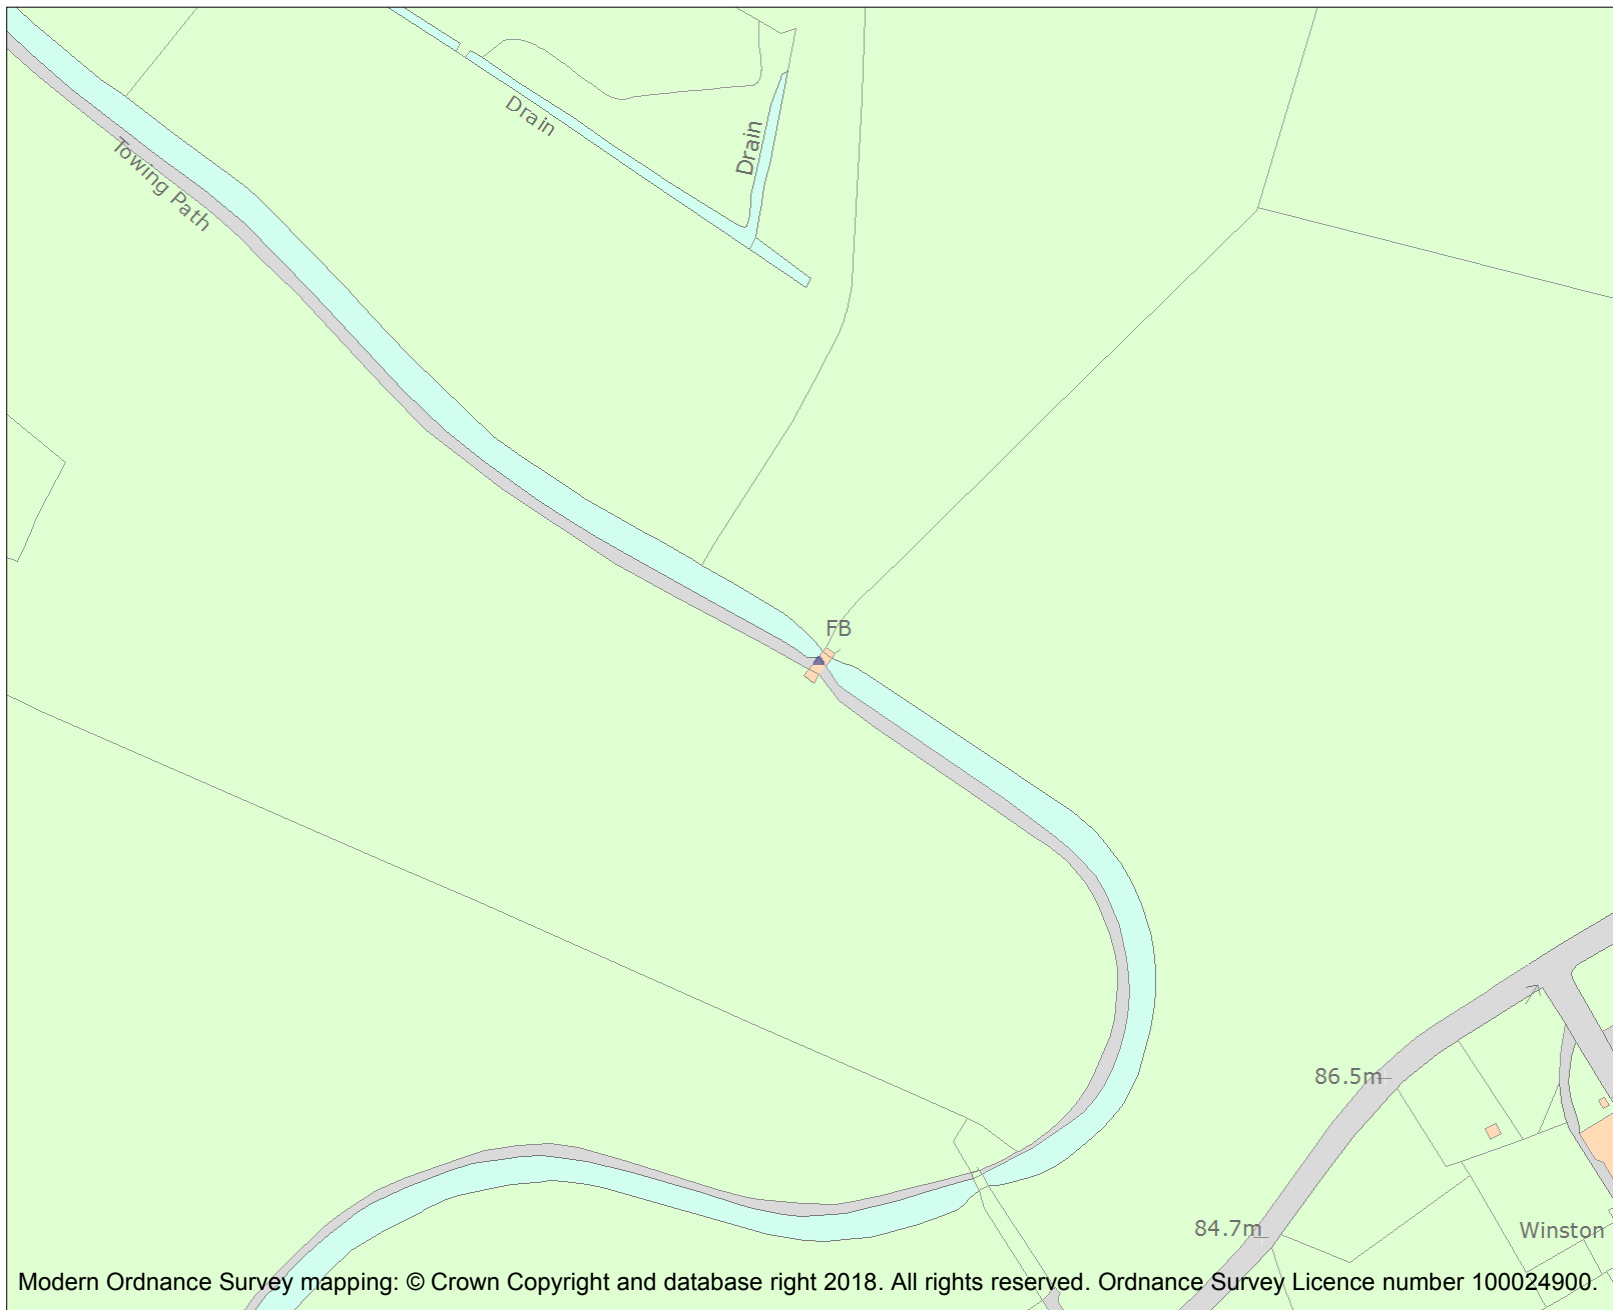 Drain
Drain
Towing Path
FB
86.5m
84.7m
Winston
Modern Ordnance Survey mapping: © Crown Copyright and database right 2018. All rights reserved. Ordnance Survey Licence number 100024900.